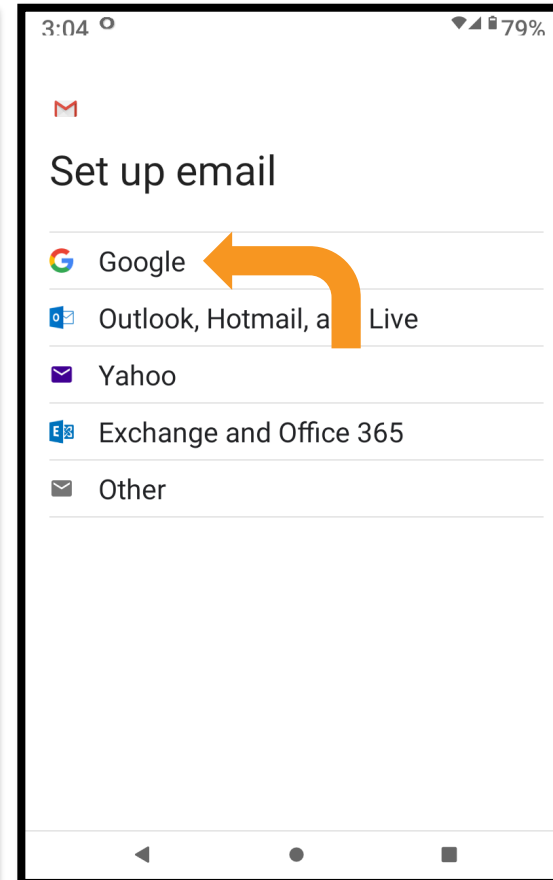 3:04 79%
Set up email
Google
Outlook, Hotmail, a Live
Yahoo
Exchange and Office 365
Other